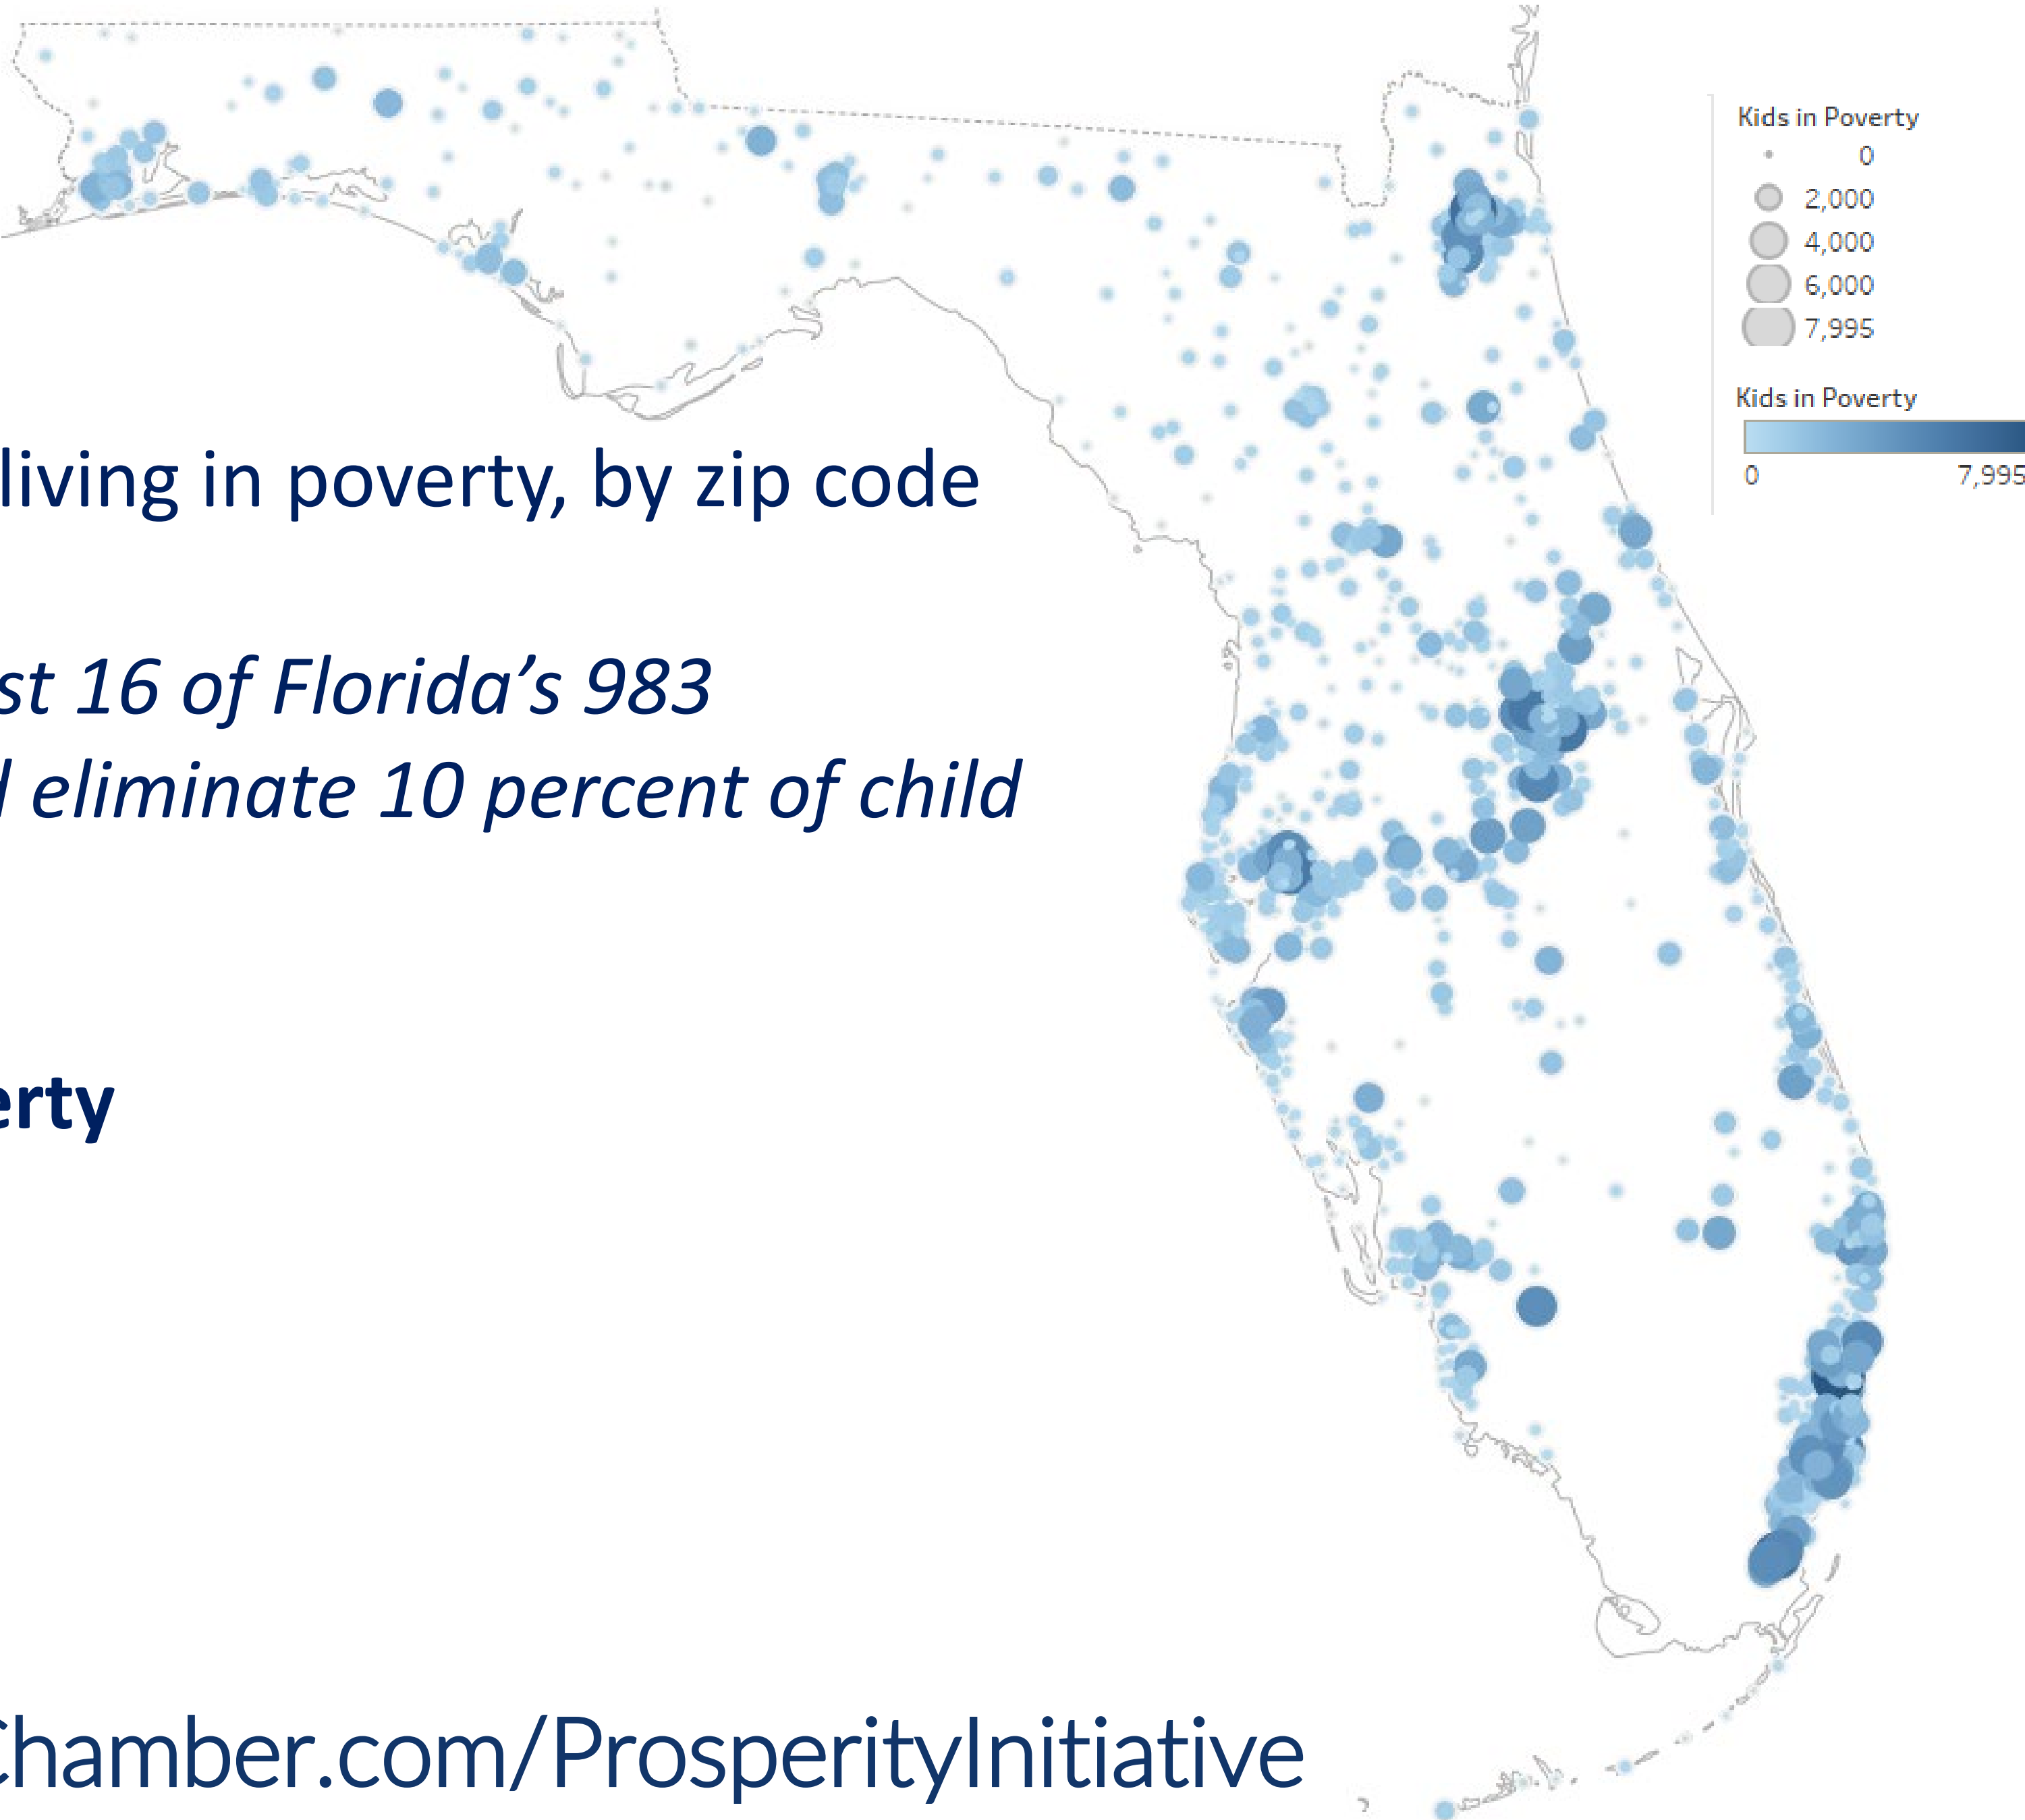 Kids in Poverty
0
2,000
4,000
6,000
7,995
Kids in Poverty
0 7,995
living in poverty, by zip code
st 16 of Florida's 983
eliminate 10 percent of child
erty
Chamber.com/ProsperityInitiative